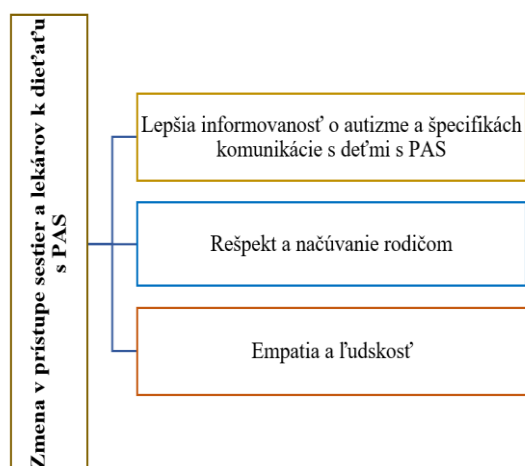 Zmena v prístupe sestier a lekárov k dieťaťu
s PAS
Lepšia informovanosť o autizme a špecifikách
komunikácie s deťmi s PAS
Rešpekt a načúvanie rodičom
Empatia a ľudskosť